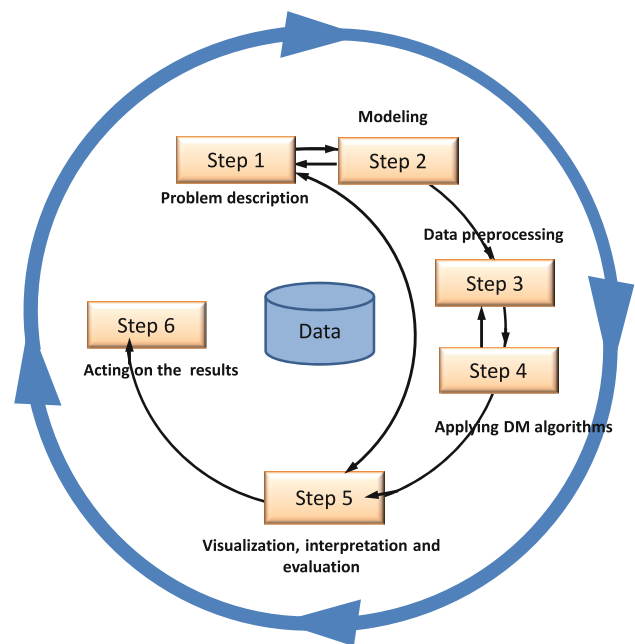 Modeling
Step 1
Step 2
Problem description
Data preprocessing
Step 3
Data
Step 6
Step 4
Acting on the results
Applying DM algorithms
Step 5
Visualization, interpretation and
evaluation